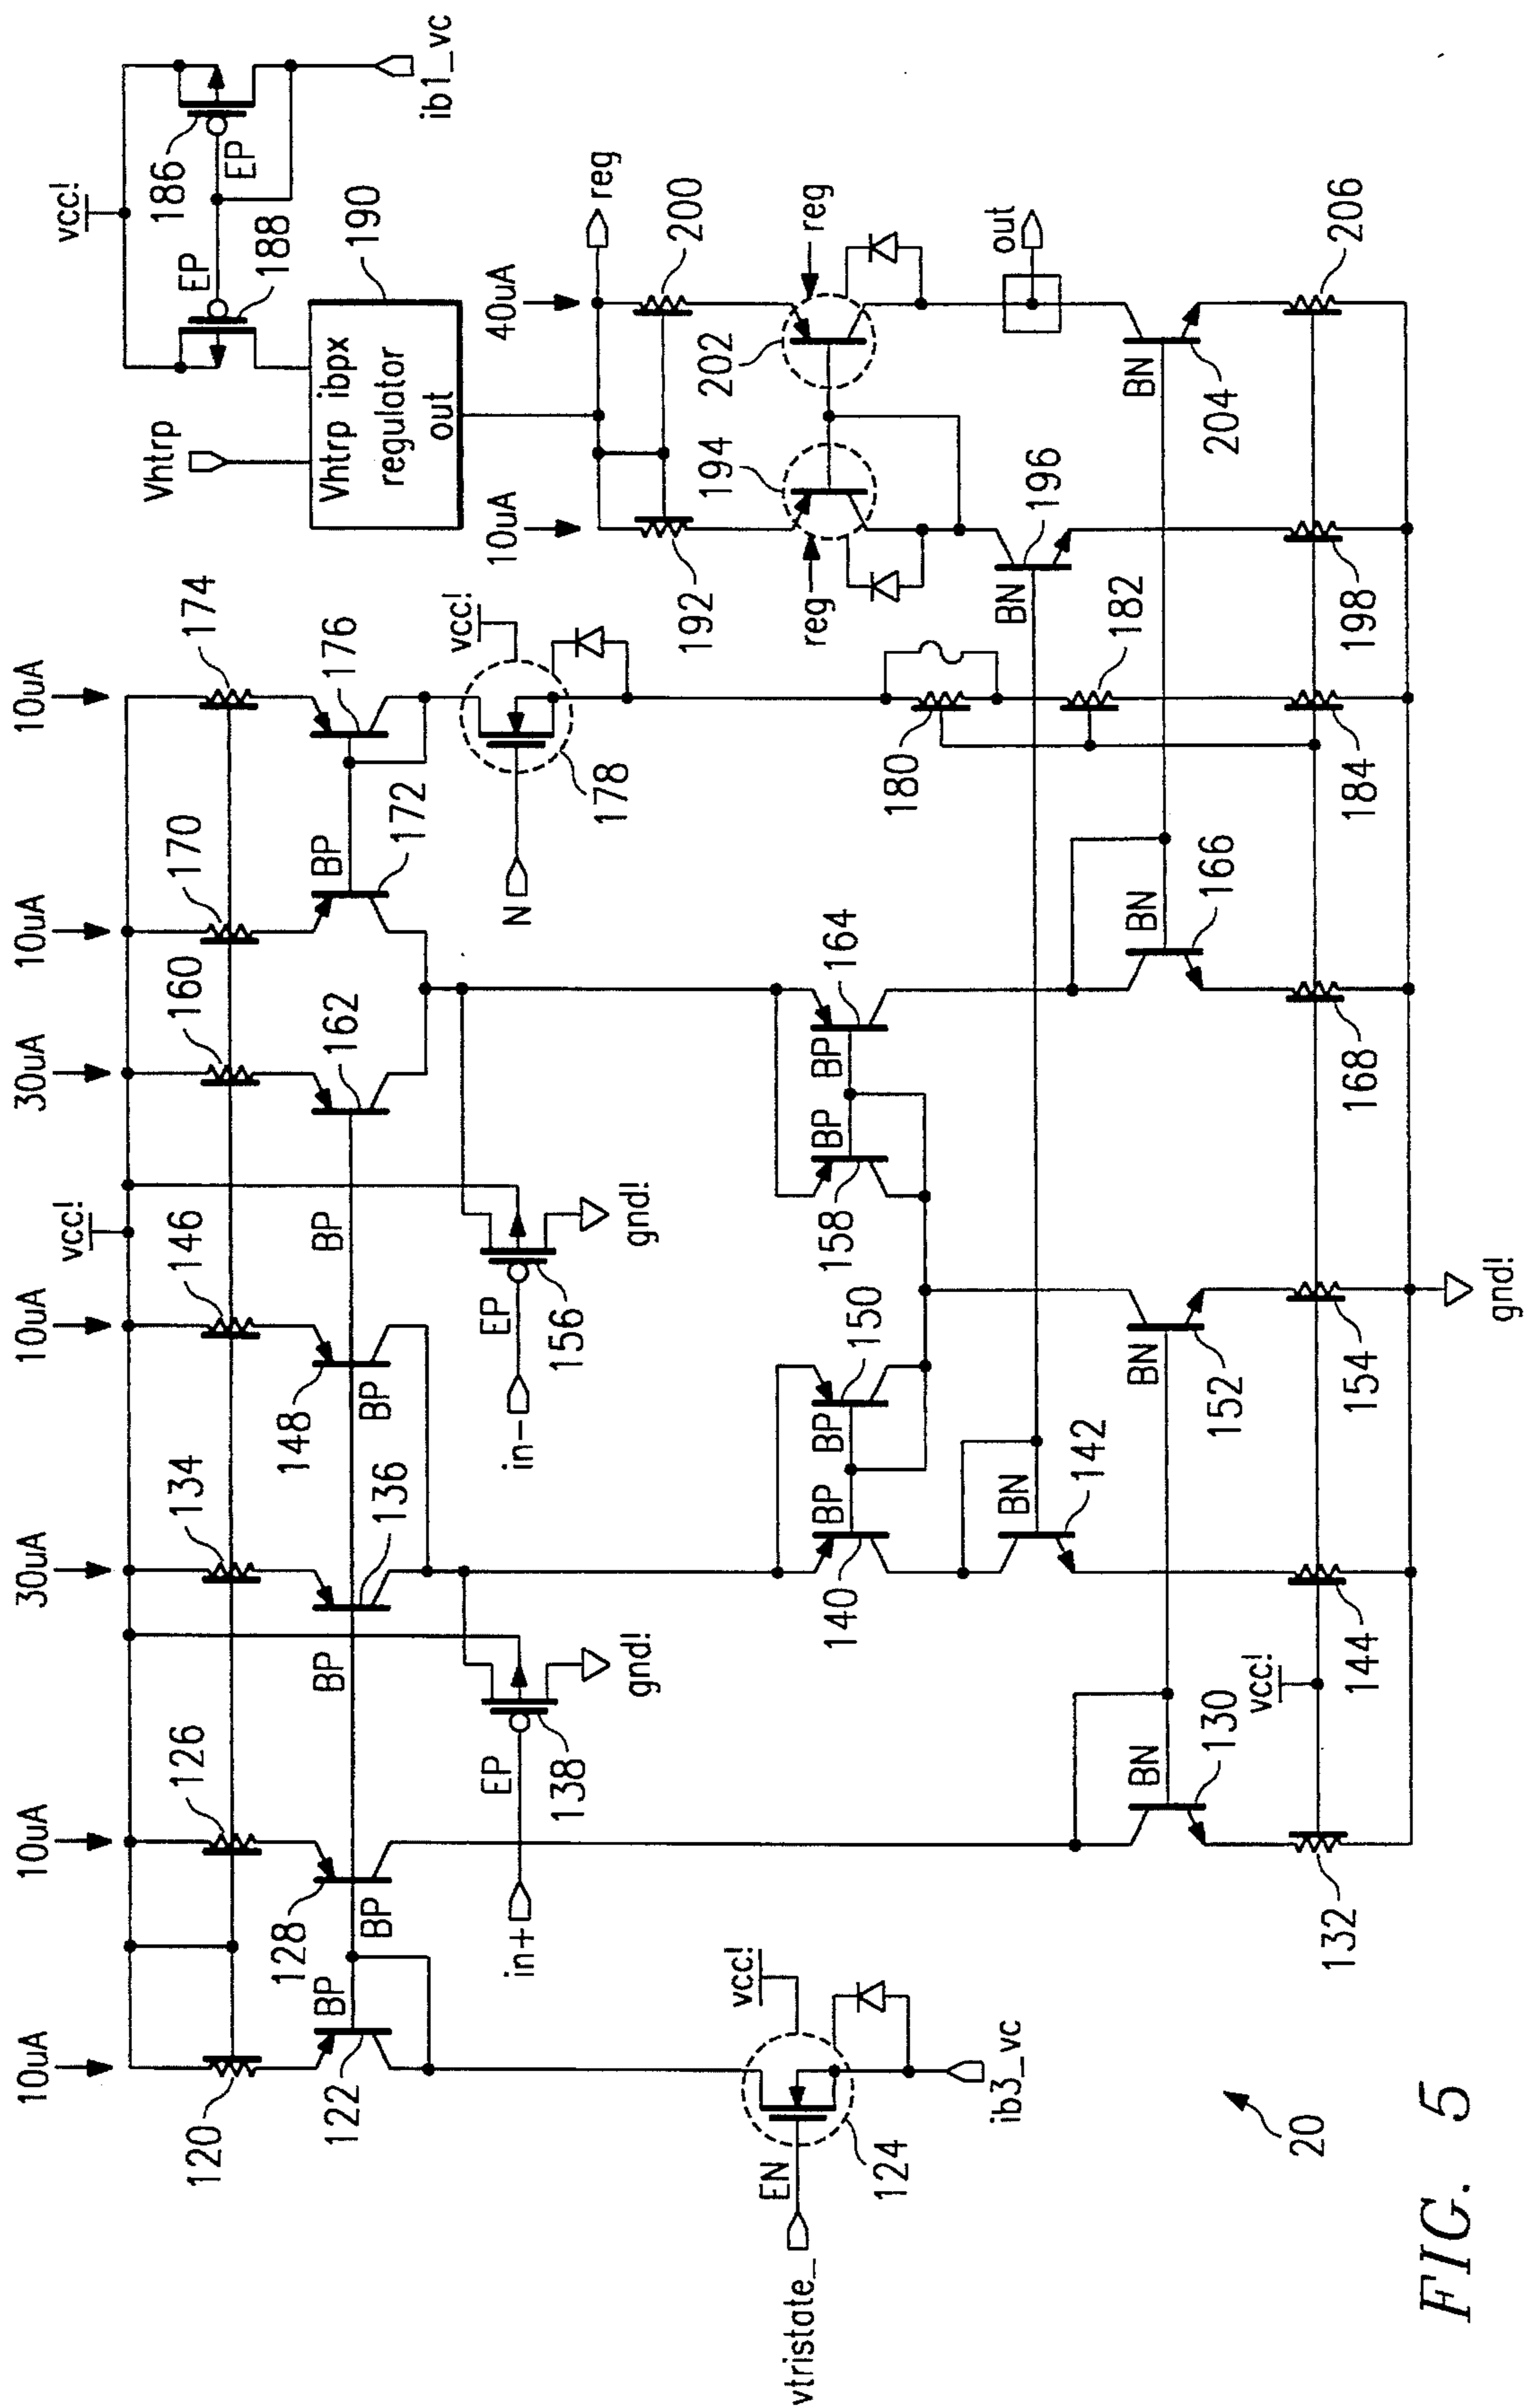 10uA
10uA
30uA
10uA
vcc!
30uA
10uA
10uA
vcc!
120
126
134
146
160
170
174
186
EP
EP
188
ib1_vc
122
BP
128
BP
BP
136
148
BP
BP
162
BP
172
176
Vhtrp
190
Vhtrp ibpx
regulator
out
in+
EP
138
gnd!
in-
EP
156
gnd!
N
178
vcc!
10uA
40uA
reg
192
200
vtristate_
EN
124
vcc!
ib3_vc
140
BP
BP
150
158
BP
BP
164
180
182
reg
194
202
reg
BN
142
BN
196
out
BN
130
BN
152
BN
166
BN
204
132
vcc!
144
154
168
184
198
206
gnd!
20
FIG. 5